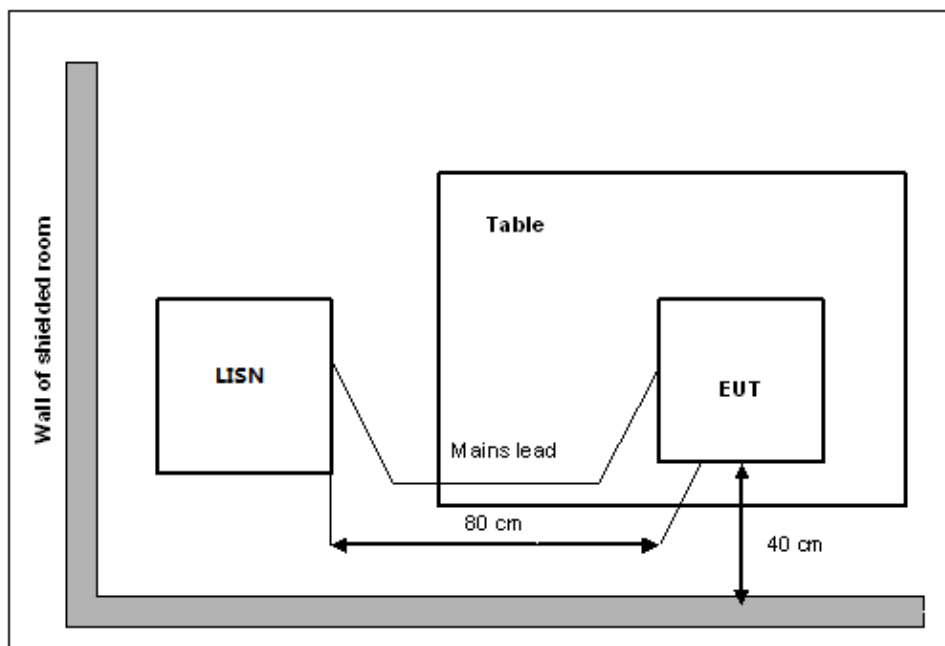 Wall of shielded room
Table
LISN
EUT
Mains lead
80 cm
40 cm